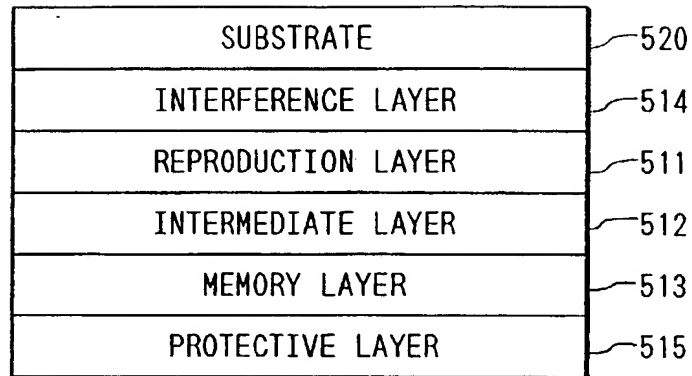 SUBSTRATE 520
INTERFERENCE LAYER 514
REPRODUCTION LAYER 511
INTERMEDIATE LAYER 512
MEMORY LAYER 513
PROTECTIVE LAYER 515